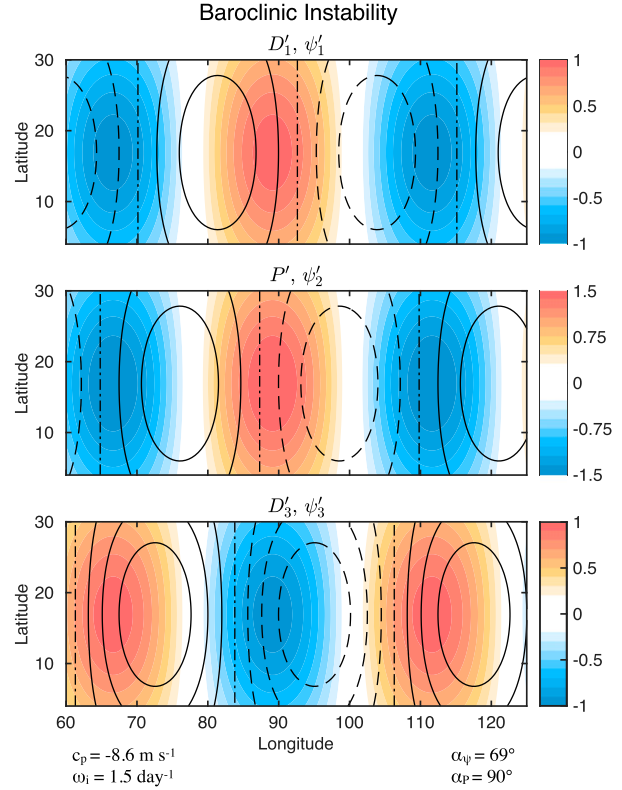 Baroclinic Instability
D′₁, ψ′₁
30
20
10
Latitude
1
0.5
0
-0.5
-1
P′, ψ′₂
30
20
10
Latitude
1.5
0.75
0
-0.75
-1.5
D′₃, ψ′₃
30
20
10
Latitude
1
0.5
0
-0.5
-1
60 70 80 90 100 110 120
Longitude
cₚ = -8.6 m s⁻¹
ωᵢ = 1.5 day⁻¹
α_ψ = 69°
α_P = 90°